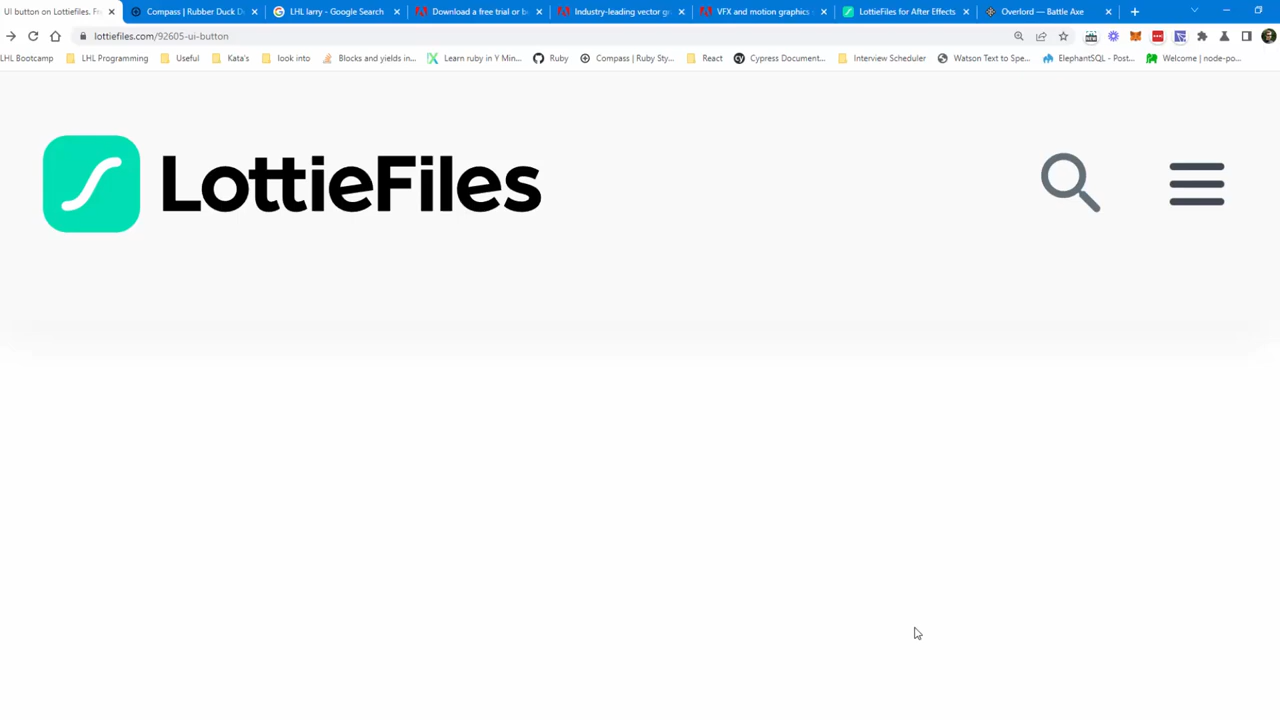 UI button on Lottiefiles. Fr
Compass | Rubber Duck D
LHL larry - Google Search
Download a free trial or b
Industry-leading vector g
VFX and motion graphics
LottieFiles for After Effects
Overlord — Battle Axe
lottiefiles.com/92605-ui-button
LHL Bootcamp
LHL Programming
Useful
Kata's
look into
Blocks and yields in...
Learn ruby in Y Min...
Ruby
Compass | Ruby Sty...
React
Cypress Document...
Interview Scheduler
Watson Text to Spe...
ElephantSQL - Post...
Welcome | node-po...
LottieFiles